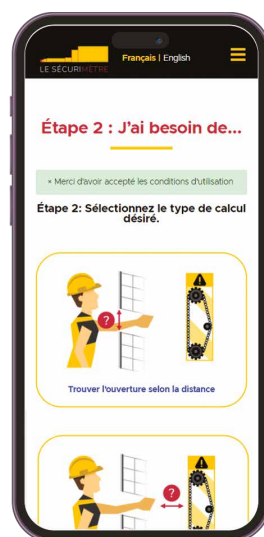 LE SÉCURIMÈTRE
Français | English
Étape 2 : J'ai besoin de...
× Merci d'avoir accepté les conditions d'utilisation
Étape 2: Sélectionnez le type de calcul
désiré.
?
!
Trouver l'ouverture selon la distance
?
!